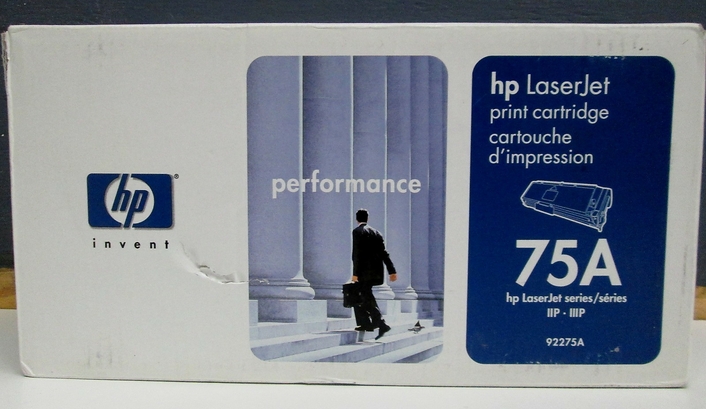 hp
invent
performance
hp LaserJet
print cartridge
cartouche
d'impression
75A
hp LaserJet series/séries
IIP · IIIP
92275A